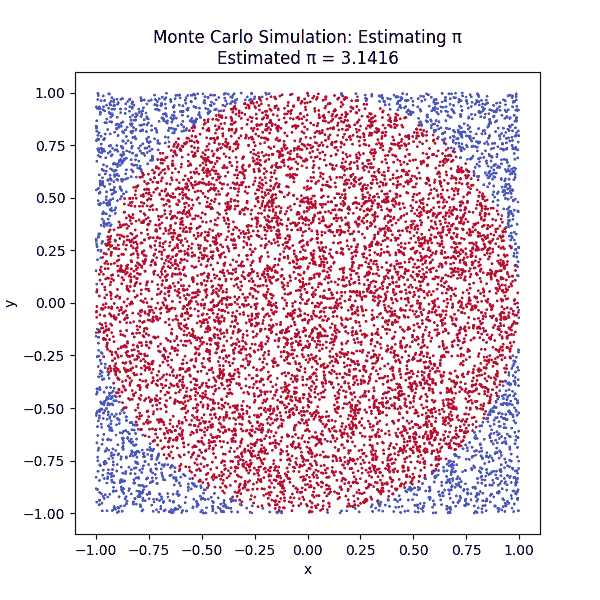 Monte Carlo Simulation: Estimating π
Estimated π = 3.1416
1.00
0.75
0.50
0.25
0.00
−0.25
−0.50
−0.75
−1.00
y
−1.00 −0.75 −0.50 −0.25 0.00 0.25 0.50 0.75 1.00
x